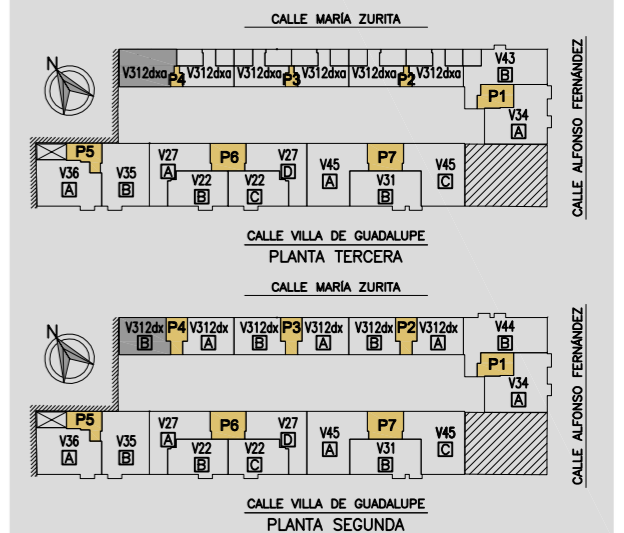 CALLE MARÍA ZURITA
N
V312dxa P4 V312dxa V312dxa P3 V312dxa V312dxa P2 V312dxa
V43
B
P1
V34
A
CALLE ALFONSO FERNÁNDEZ
P5
V36
A
V35
B
V27
A
P6
V22
B
V22
C
V27
D
V45
A
P7
V31
B
V45
C
CALLE VILLA DE GUADALUPE
PLANTA TERCERA
CALLE MARÍA ZURITA
N
V312dx
B
P4
V312dx
A
V312dx
B
P3
V312dx
A
V312dx
B
P2
V312dx
A
V44
B
P1
V34
A
CALLE ALFONSO FERNÁNDEZ
P5
V36
A
V35
B
V27
A
P6
V22
B
V22
C
V27
D
V45
A
P7
V31
B
V45
C
CALLE VILLA DE GUADALUPE
PLANTA SEGUNDA